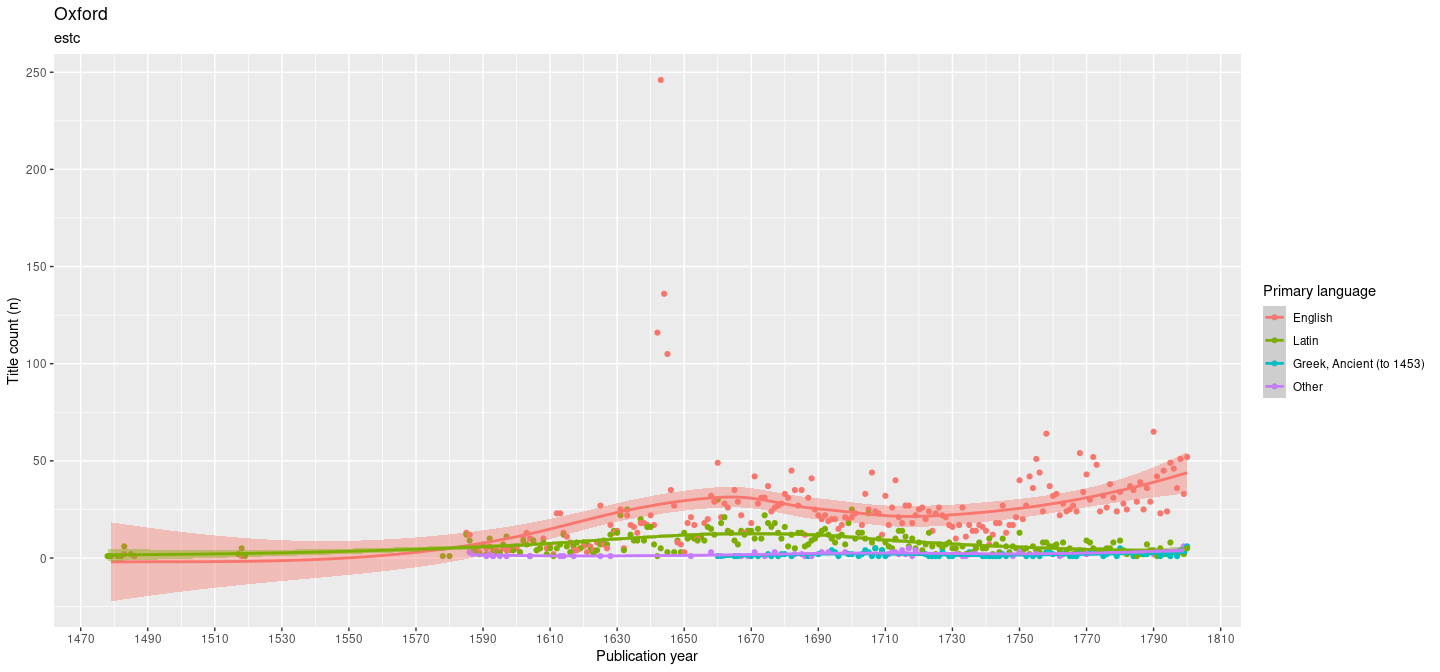 Oxford
estc
Title count (n)
250
200
150
100
50
0
1470 1490 1510 1530 1550 1570 1590 1610 1630 1650 1670 1690 1710 1730 1750 1770 1790 1810
Publication year
Primary language
English
Latin
Greek, Ancient (to 1453)
Other